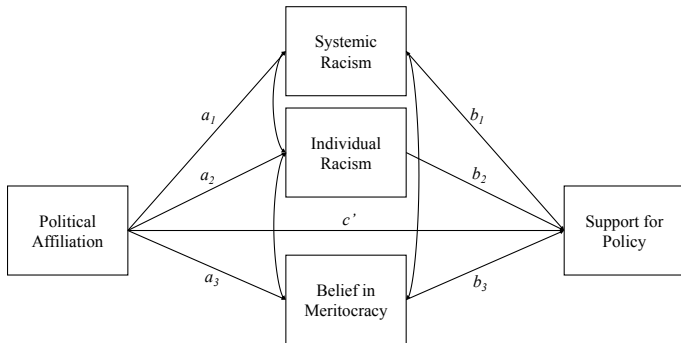 Systemic
Racism
a1
b1
Individual
Racism
a2
b2
Political
Affiliation
c’
Support for
Policy
a3
b3
Belief in
Meritocracy